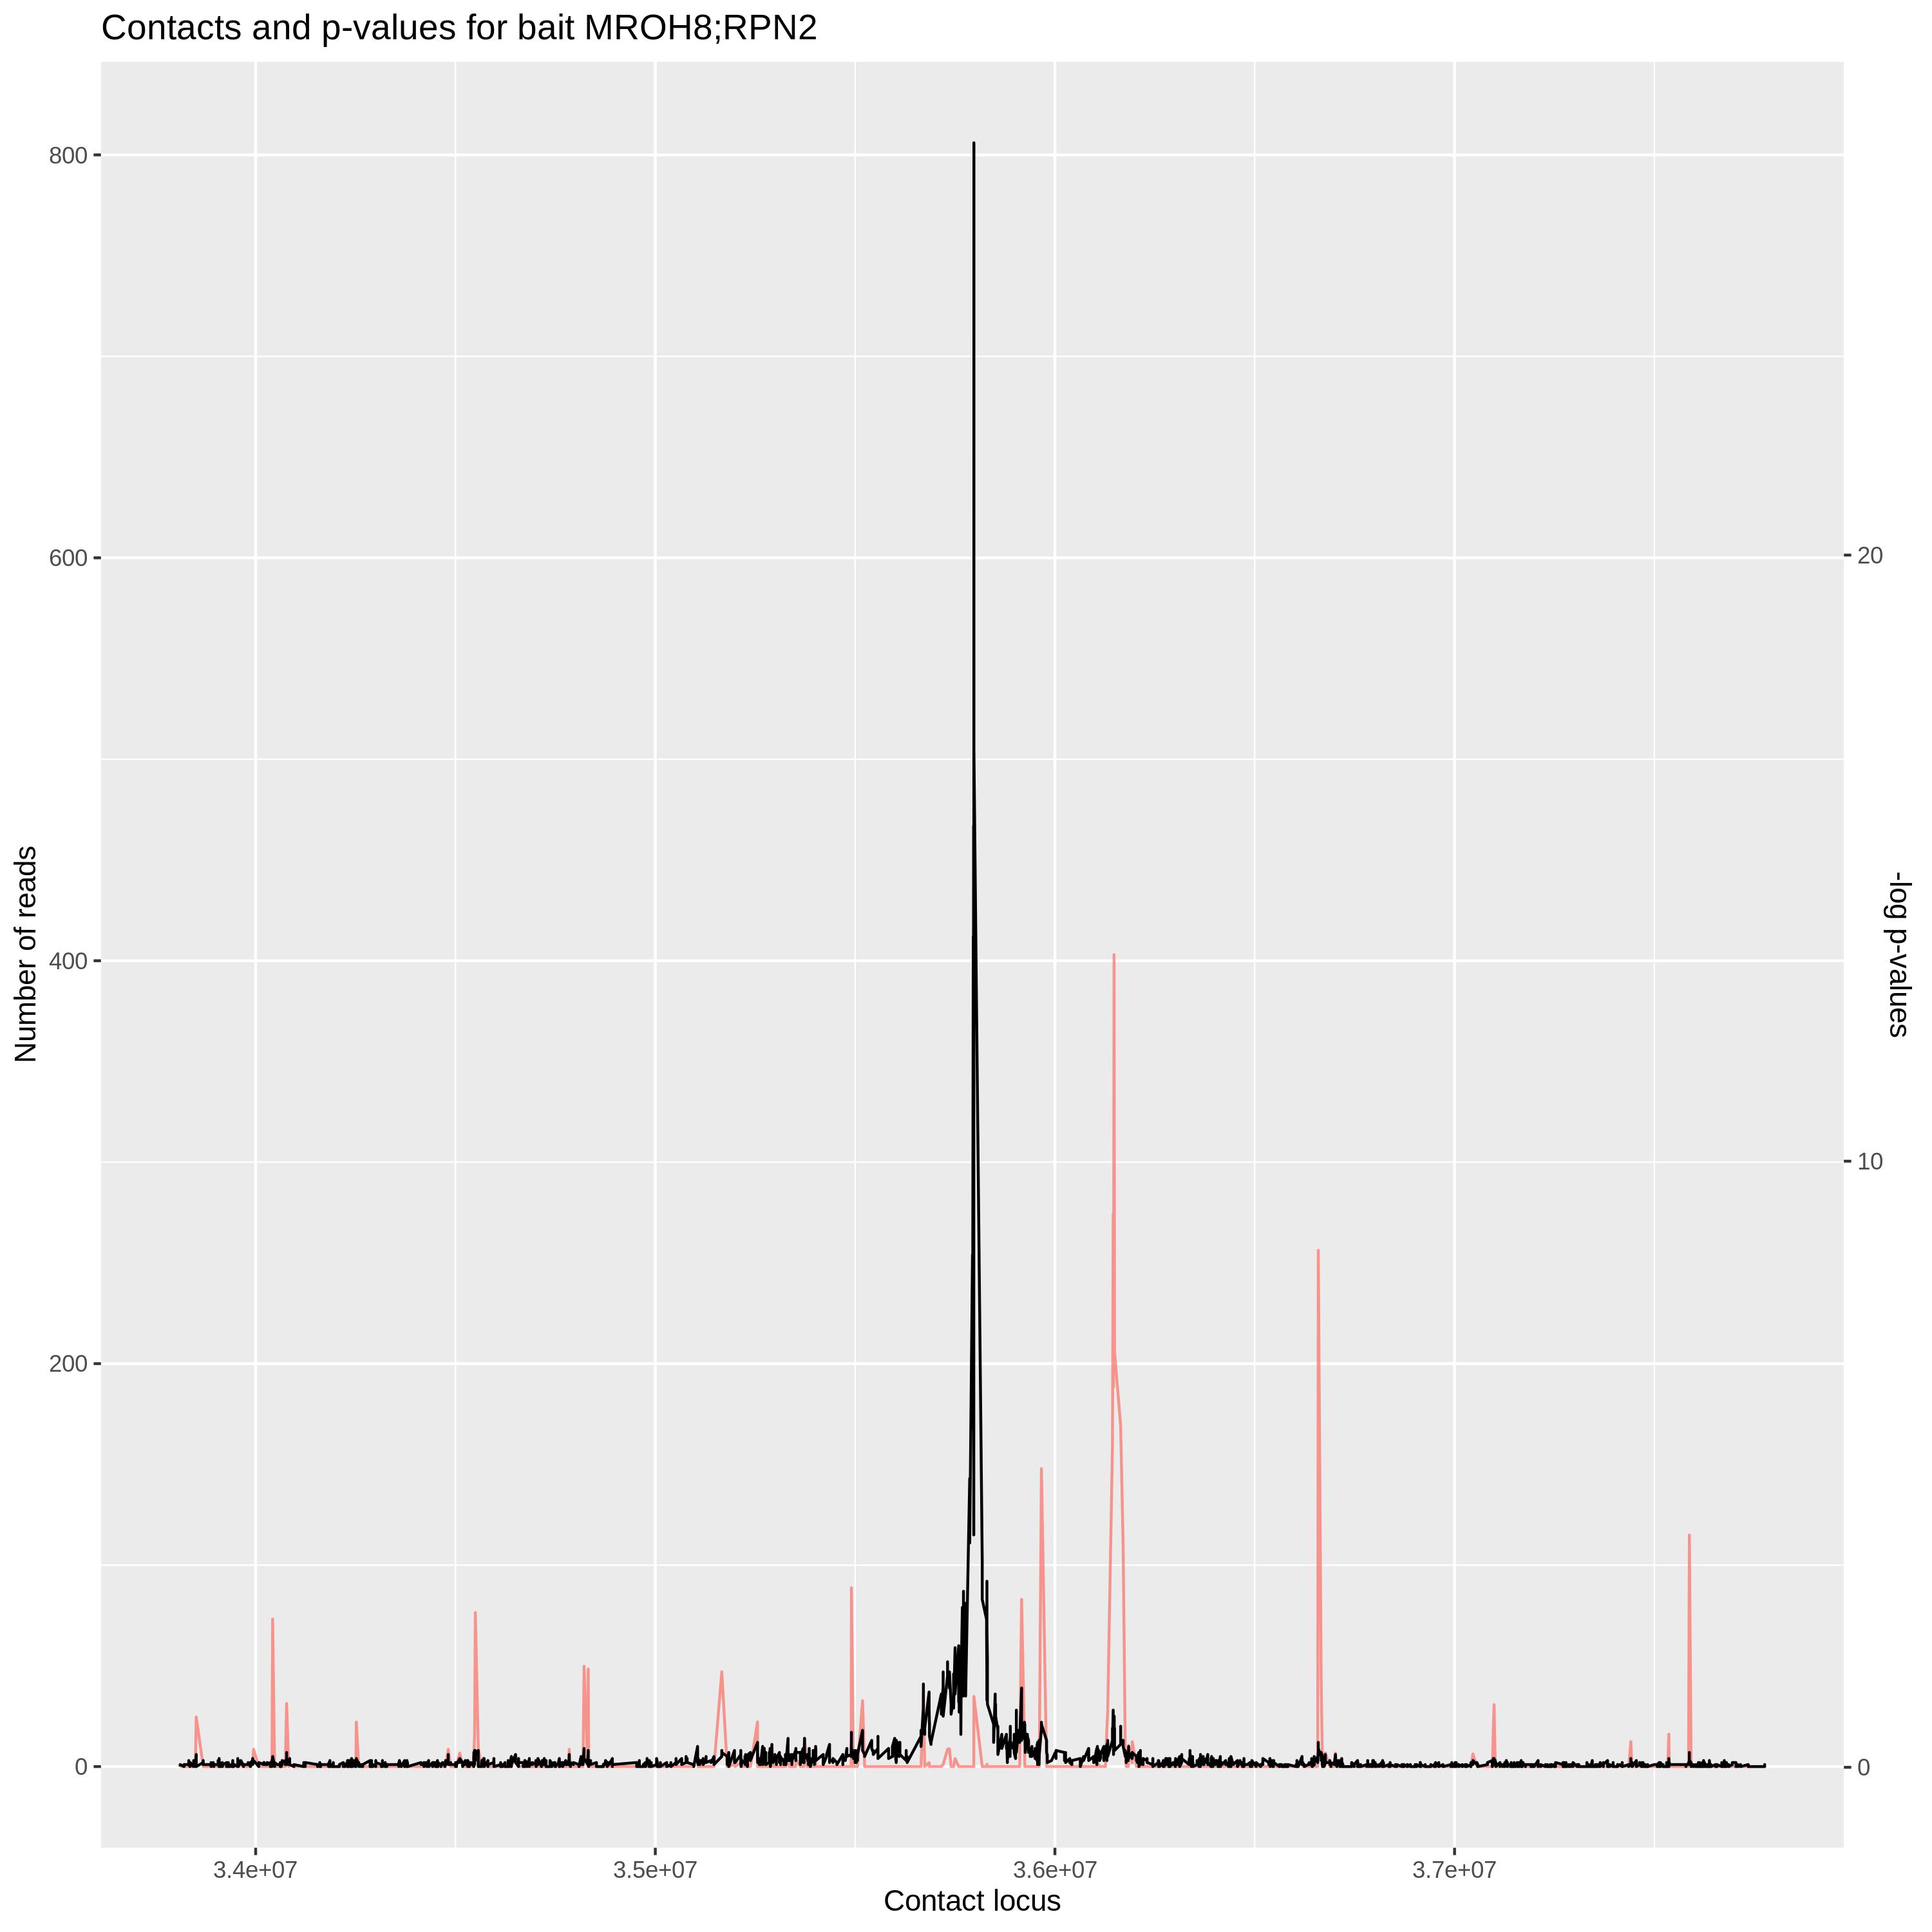 Contacts and p-values for bait MROH8;RPN2
800
600
400
200
0
Number of reads
20
10
0
-log p-values
3.4e+07
3.5e+07
3.6e+07
3.7e+07
Contact locus